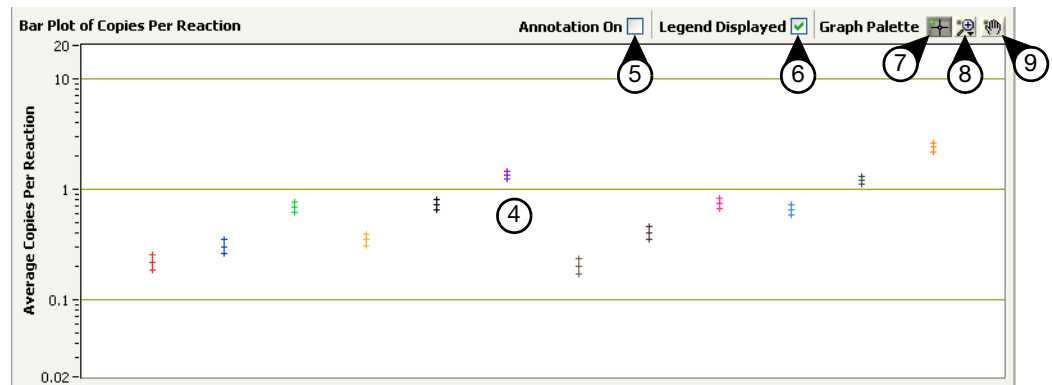 Bar Plot of Copies Per Reaction
Annotation On
Legend Displayed
Graph Palette
5
6
7
8
9
Average Copies Per Reaction
20
10
1
0.1
0.02
4